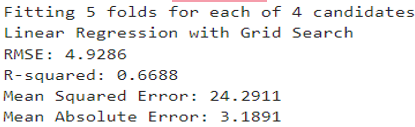 Fitting 5 folds for each of 4 candidates
Linear Regression with Grid Search
RMSE: 4.9286
R-squared: 0.6688
Mean Squared Error: 24.2911
Mean Absolute Error: 3.1891